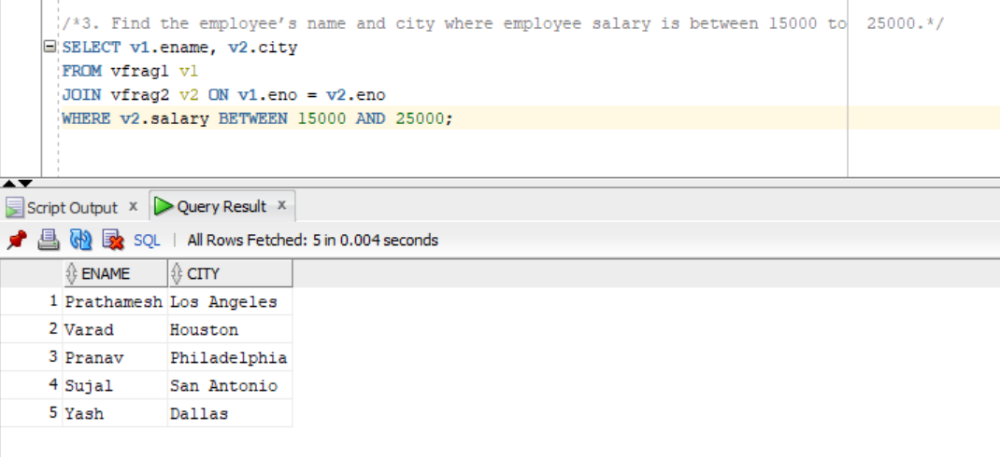 /*3. Find the employee's name and city where employee salary is between 15000 to  25000.*/
SELECT v1.ename, v2.city
FROM vfrag1 v1
JOIN vfrag2 v2 ON v1.eno = v2.eno
WHERE v2.salary BETWEEN 15000 AND 25000;
Script Output x Query Result x
SQL | All Rows Fetched: 5 in 0.004 seconds
ENAME CITY
1 Prathamesh Los Angeles
2 Varad Houston
3 Pranav Philadelphia
4 Sujal San Antonio
5 Yash Dallas